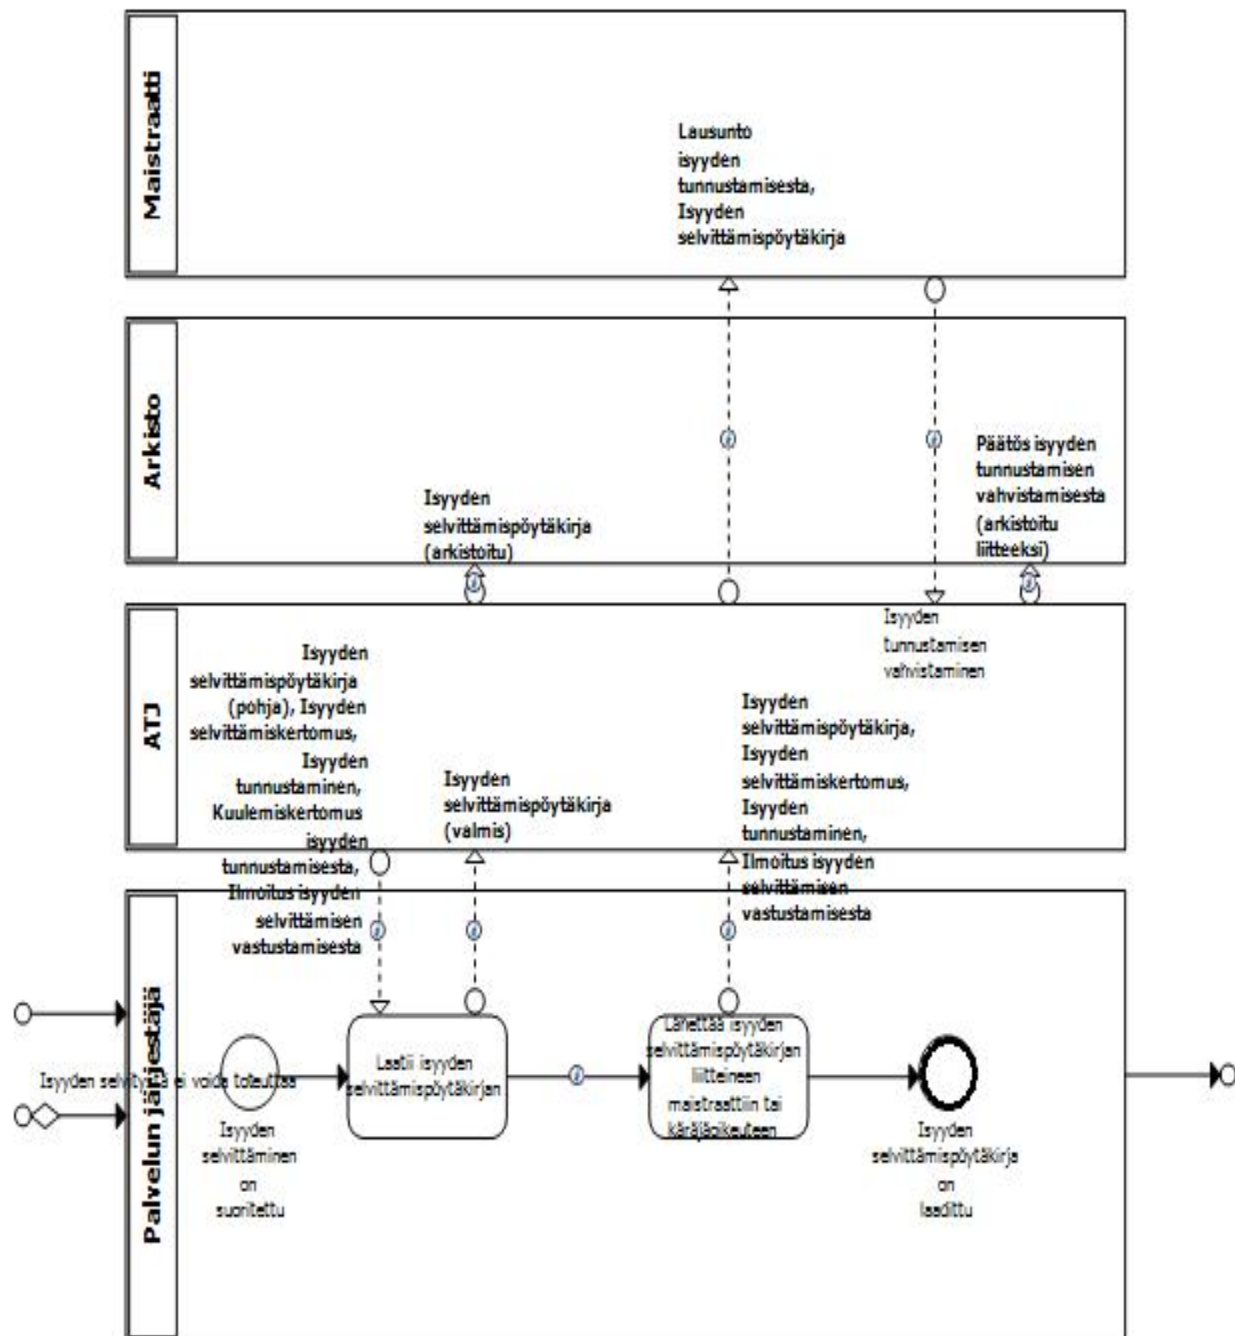 Maistraatti
Lausunto
isyyden
tunnustamisesta,
Isyyden
selvittämispöytäkirja
Arkisto
Isyyden
selvittämispöytäkirja
(arkistoitu)
Päätös isyyden
tunnustamisen
vahvistamisesta
(arkistoitu
liitteeksi)
ATJ
Isyyden
selvittämispöytäkirja
(pohja), Isyyden
selvittämiskertomus,
Isyyden
tunnustaminen,
Kuulemiskertomus
isyyden
tunnustamisesta,
Ilmoitus isyyden
selvittämisen
vastustamisesta
Isyyden
selvittämispöytäkirja
(valmis)
Isyyden
tunnustamisen
vahvistaminen
Isyyden
selvittämispöytäkirja,
Isyyden
selvittämiskertomus,
Isyyden
tunnustaminen,
Ilmoitus isyyden
selvittämisen
vastustamisesta
Palvelun järjestäjä
Isyyden ei voida toteuttaa
Isyyden
selvittäminen
on
suoritettu
Laatii isyyden
selvittämispöytäkirjan
Lähettää isyyden
selvittämispöytäkirjan
liitteineen
maistraattiin tai
käräjäoikeuteen
Isyyden
selvittämispöytäkirja
on
laadittu